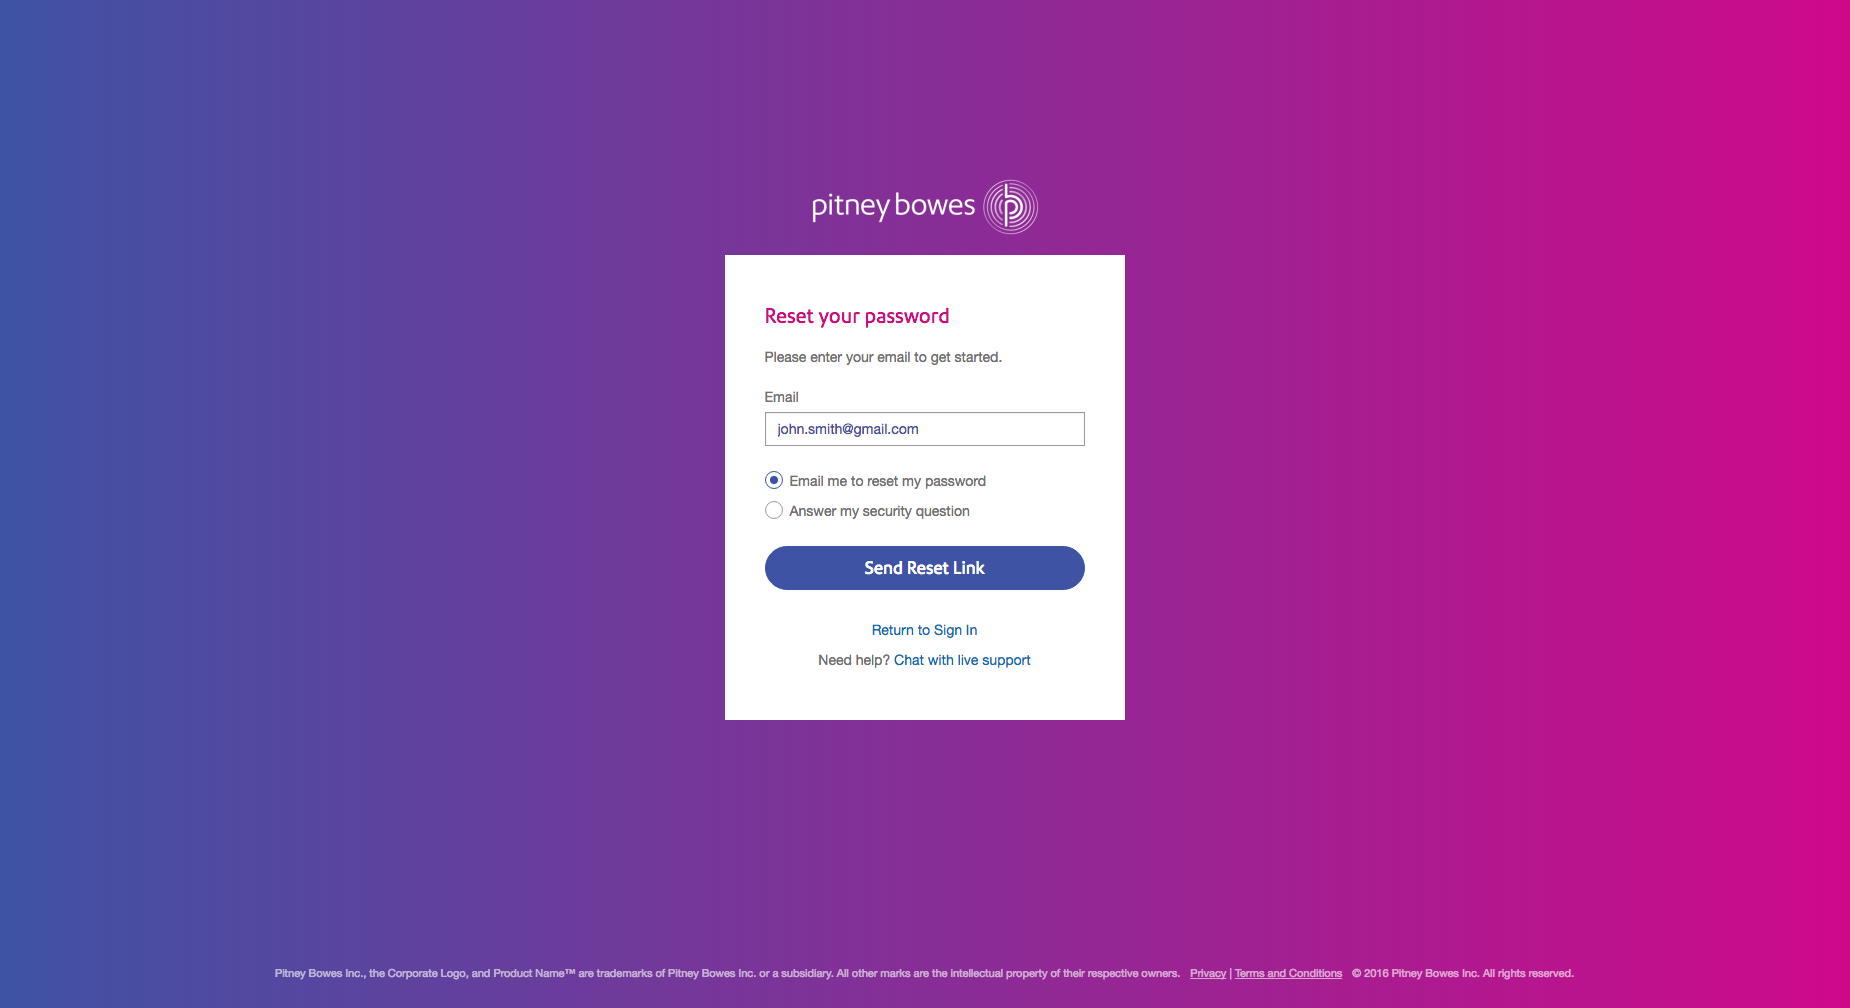 pitney bowes
Reset your password
Please enter your email to get started.
Email
john.smith@gmail.com
Email me to reset my password
Answer my security question
Send Reset Link
Return to Sign In
Need help? Chat with live support
Pitney Bowes Inc., the Corporate Logo, and Product Name™ are trademarks of Pitney Bowes Inc. or a subsidiary. All other marks are the intellectual property of their respective owners. Privacy | Terms and Conditions © 2016 Pitney Bowes Inc. All rights reserved.